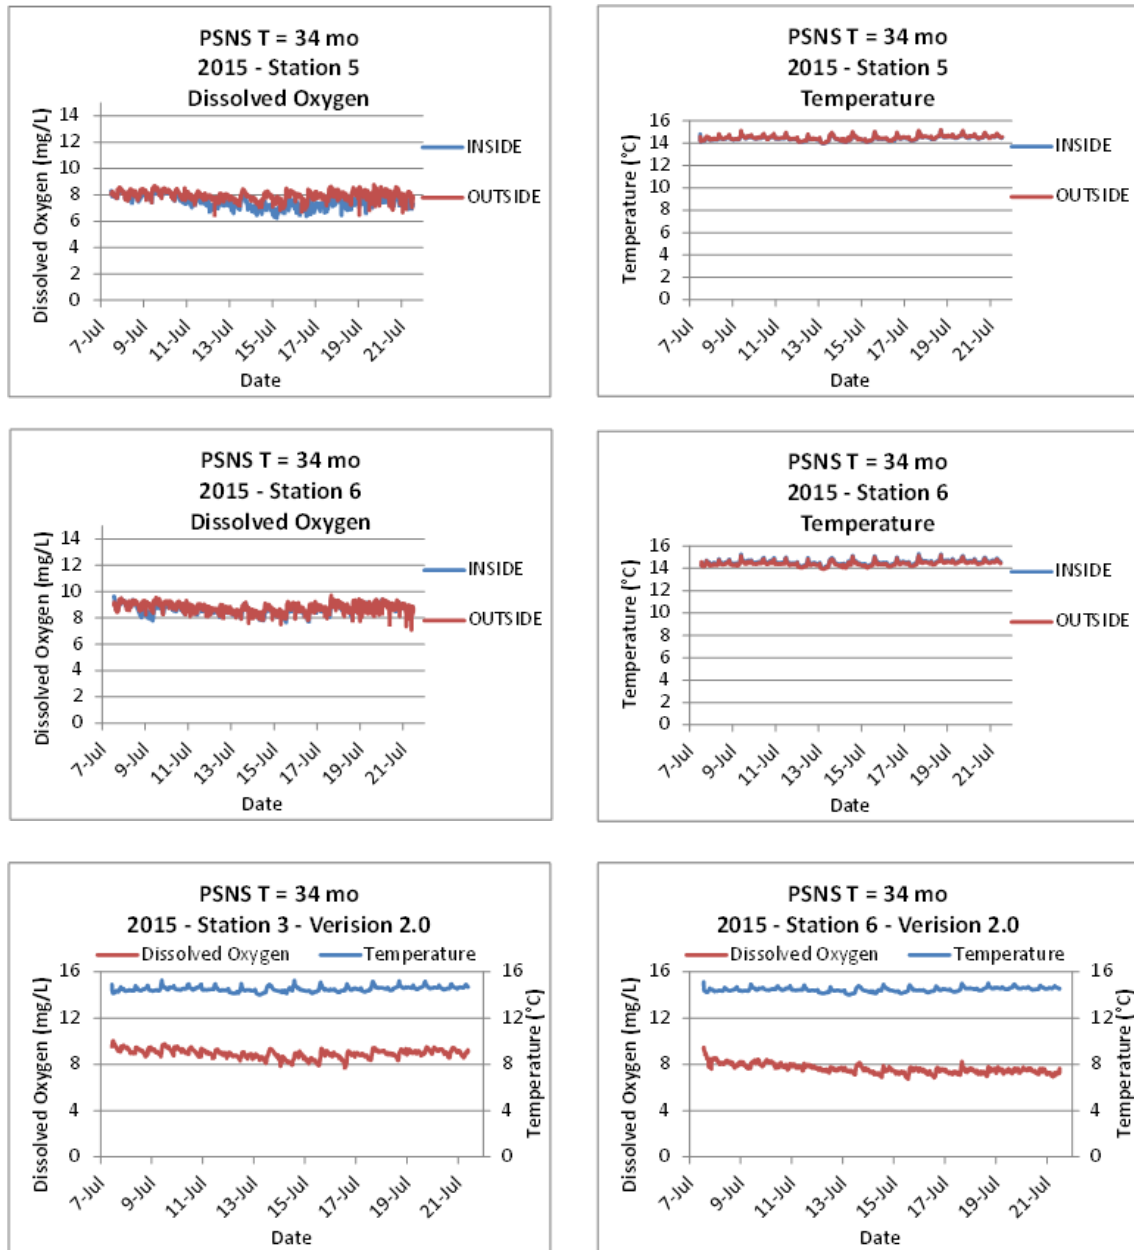 PSNS T = 34 mo
2015 - Station 5
Dissolved Oxygen
Dissolved Oxygen (mg/L)
14
12
10
8
6
4
2
0
INSIDE
OUTSIDE
7-Jul
9-Jul
11-Jul
13-Jul
15-Jul
17-Jul
19-Jul
21-Jul
Date
PSNS T = 34 mo
2015 - Station 5
Temperature
Temperature (°C)
16
14
12
10
8
6
4
2
0
INSIDE
OUTSIDE
7-Jul
9-Jul
11-Jul
13-Jul
15-Jul
17-Jul
19-Jul
21-Jul
Date
PSNS T = 34 mo
2015 - Station 6
Dissolved Oxygen
Dissolved Oxygen (mg/L)
14
12
10
8
6
4
2
0
INSIDE
OUTSIDE
7-Jul
9-Jul
11-Jul
13-Jul
15-Jul
17-Jul
19-Jul
21-Jul
Date
PSNS T = 34 mo
2015 - Station 6
Temperature
Temperature (°C)
16
14
12
10
8
6
4
2
0
INSIDE
OUTSIDE
7-Jul
9-Jul
11-Jul
13-Jul
15-Jul
17-Jul
19-Jul
21-Jul
Date
PSNS T = 34 mo
2015 - Station 3 - Verision 2.0
Dissolved Oxygen Temperature
Dissolved Oxygen (mg/L)
16
12
8
4
0
16
12
8
4
0
Temperature (°C)
7-Jul
9-Jul
11-Jul
13-Jul
15-Jul
17-Jul
19-Jul
21-Jul
Date
PSNS T = 34 mo
2015 - Station 6 - Verision 2.0
Dissolved Oxygen Temperature
Dissolved Oxygen (mg/L)
16
12
8
4
0
16
12
8
4
0
Temperature (°C)
7-Jul
9-Jul
11-Jul
13-Jul
15-Jul
17-Jul
19-Jul
21-Jul
Date